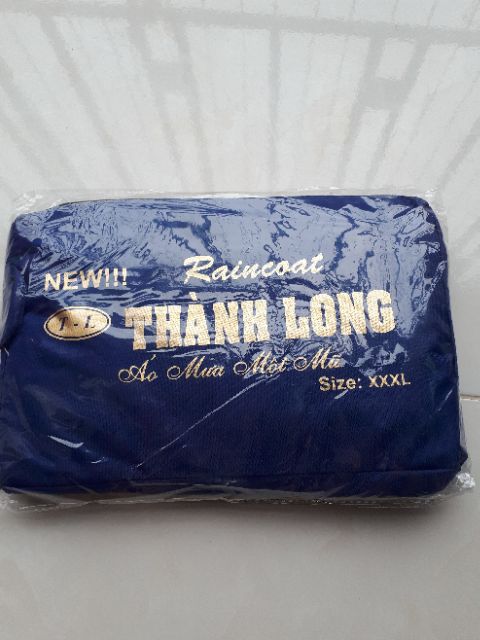 Raincoat
NEW!!!
T - L
THÀNH LONG
Áo Mưa Một Mũ
Size: XXXL